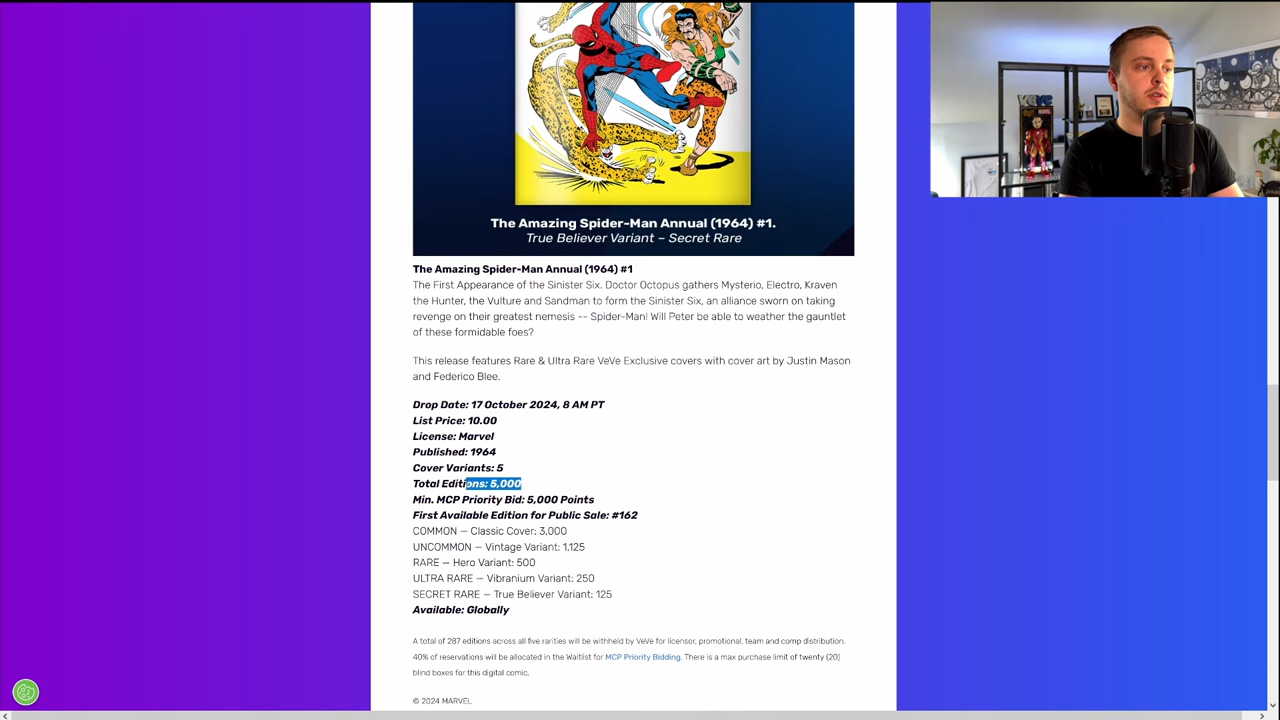 The Amazing Spider-Man Annual (1964) #1.
True Believer Variant – Secret Rare
The Amazing Spider-Man Annual (1964) #1
The First Appearance of the Sinister Six. Doctor Octopus gathers Mysterio, Electro, Kraven
the Hunter, the Vulture and Sandman to form the Sinister Six, an alliance sworn on taking
revenge on their greatest nemesis -- Spider-Man! Will Peter be able to weather the gauntlet
of these formidable foes?
This release features Rare & Ultra Rare VeVe Exclusive covers with cover art by Justin Mason
and Federico Blee.
Drop Date: 17 October 2024, 8 AM PT
List Price: 10.00
License: Marvel
Published: 1964
Cover Variants: 5
Total Editions: 5,000
Min. MCP Priority Bid: 5,000 Points
First Available Edition for Public Sale: #162
COMMON — Classic Cover: 3,000
UNCOMMON — Vintage Variant: 1,125
RARE — Hero Variant: 500
ULTRA RARE — Vibranium Variant: 250
SECRET RARE — True Believer Variant: 125
Available: Globally
A total of 287 editions across all five rarities will be withheld by VeVe for licensor, promotional, team and comp distribution.
40% of reservations will be allocated in the Waitlist for MCP Priority Bidding. There is a max purchase limit of twenty (20)
blind boxes for this digital comic.
© 2024 MARVEL